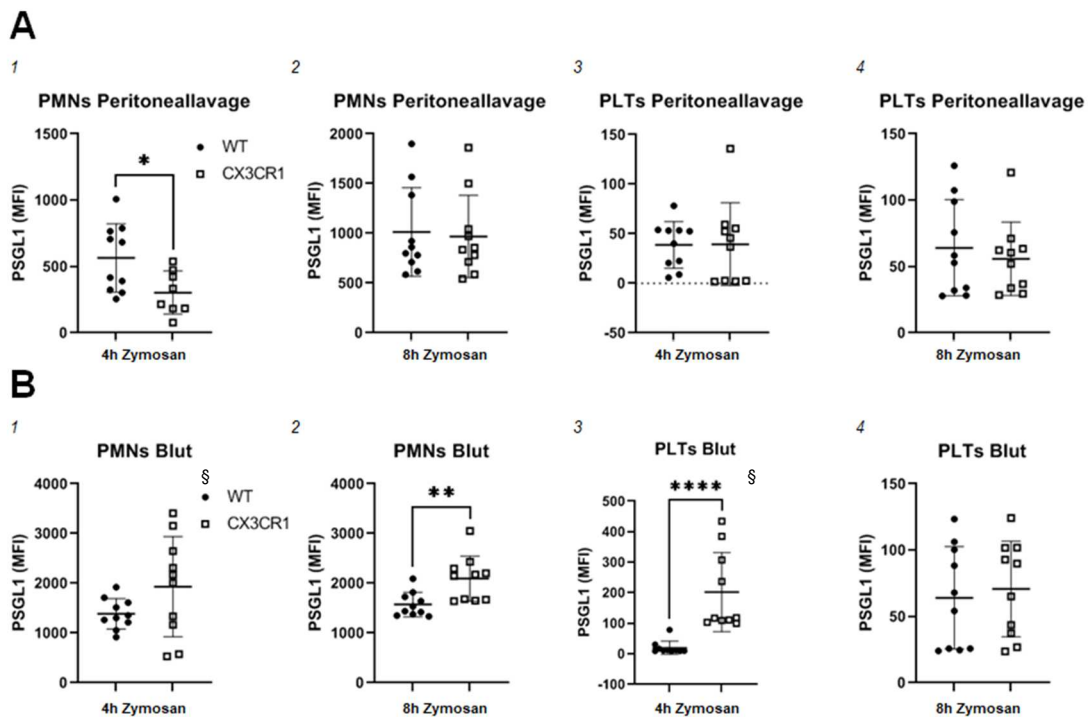 A
1
2
3
4
PMNs Peritoneallavage
PMNs Peritoneallavage
PLTs Peritoneallavage
PLTs Peritoneallavage
1500
1000
500
0
PSGL1 (MFI)
*
WT
CX3CR1
4h Zymosan
2000
1500
1000
500
0
PSGL1 (MFI)
8h Zymosan
150
100
50
0
-50
PSGL1 (MFI)
4h Zymosan
150
100
50
0
PSGL1 (MFI)
8h Zymosan
B
1
2
3
4
PMNs Blut
PMNs Blut
PLTs Blut
PLTs Blut
4000
3000
2000
1000
0
PSGL1 (MFI)
§
WT
CX3CR1
4h Zymosan
4000
3000
2000
1000
0
PSGL1 (MFI)
**
8h Zymosan
500
400
300
200
100
0
-100
PSGL1 (MFI)
****
§
4h Zymosan
150
100
50
0
PSGL1 (MFI)
8h Zymosan